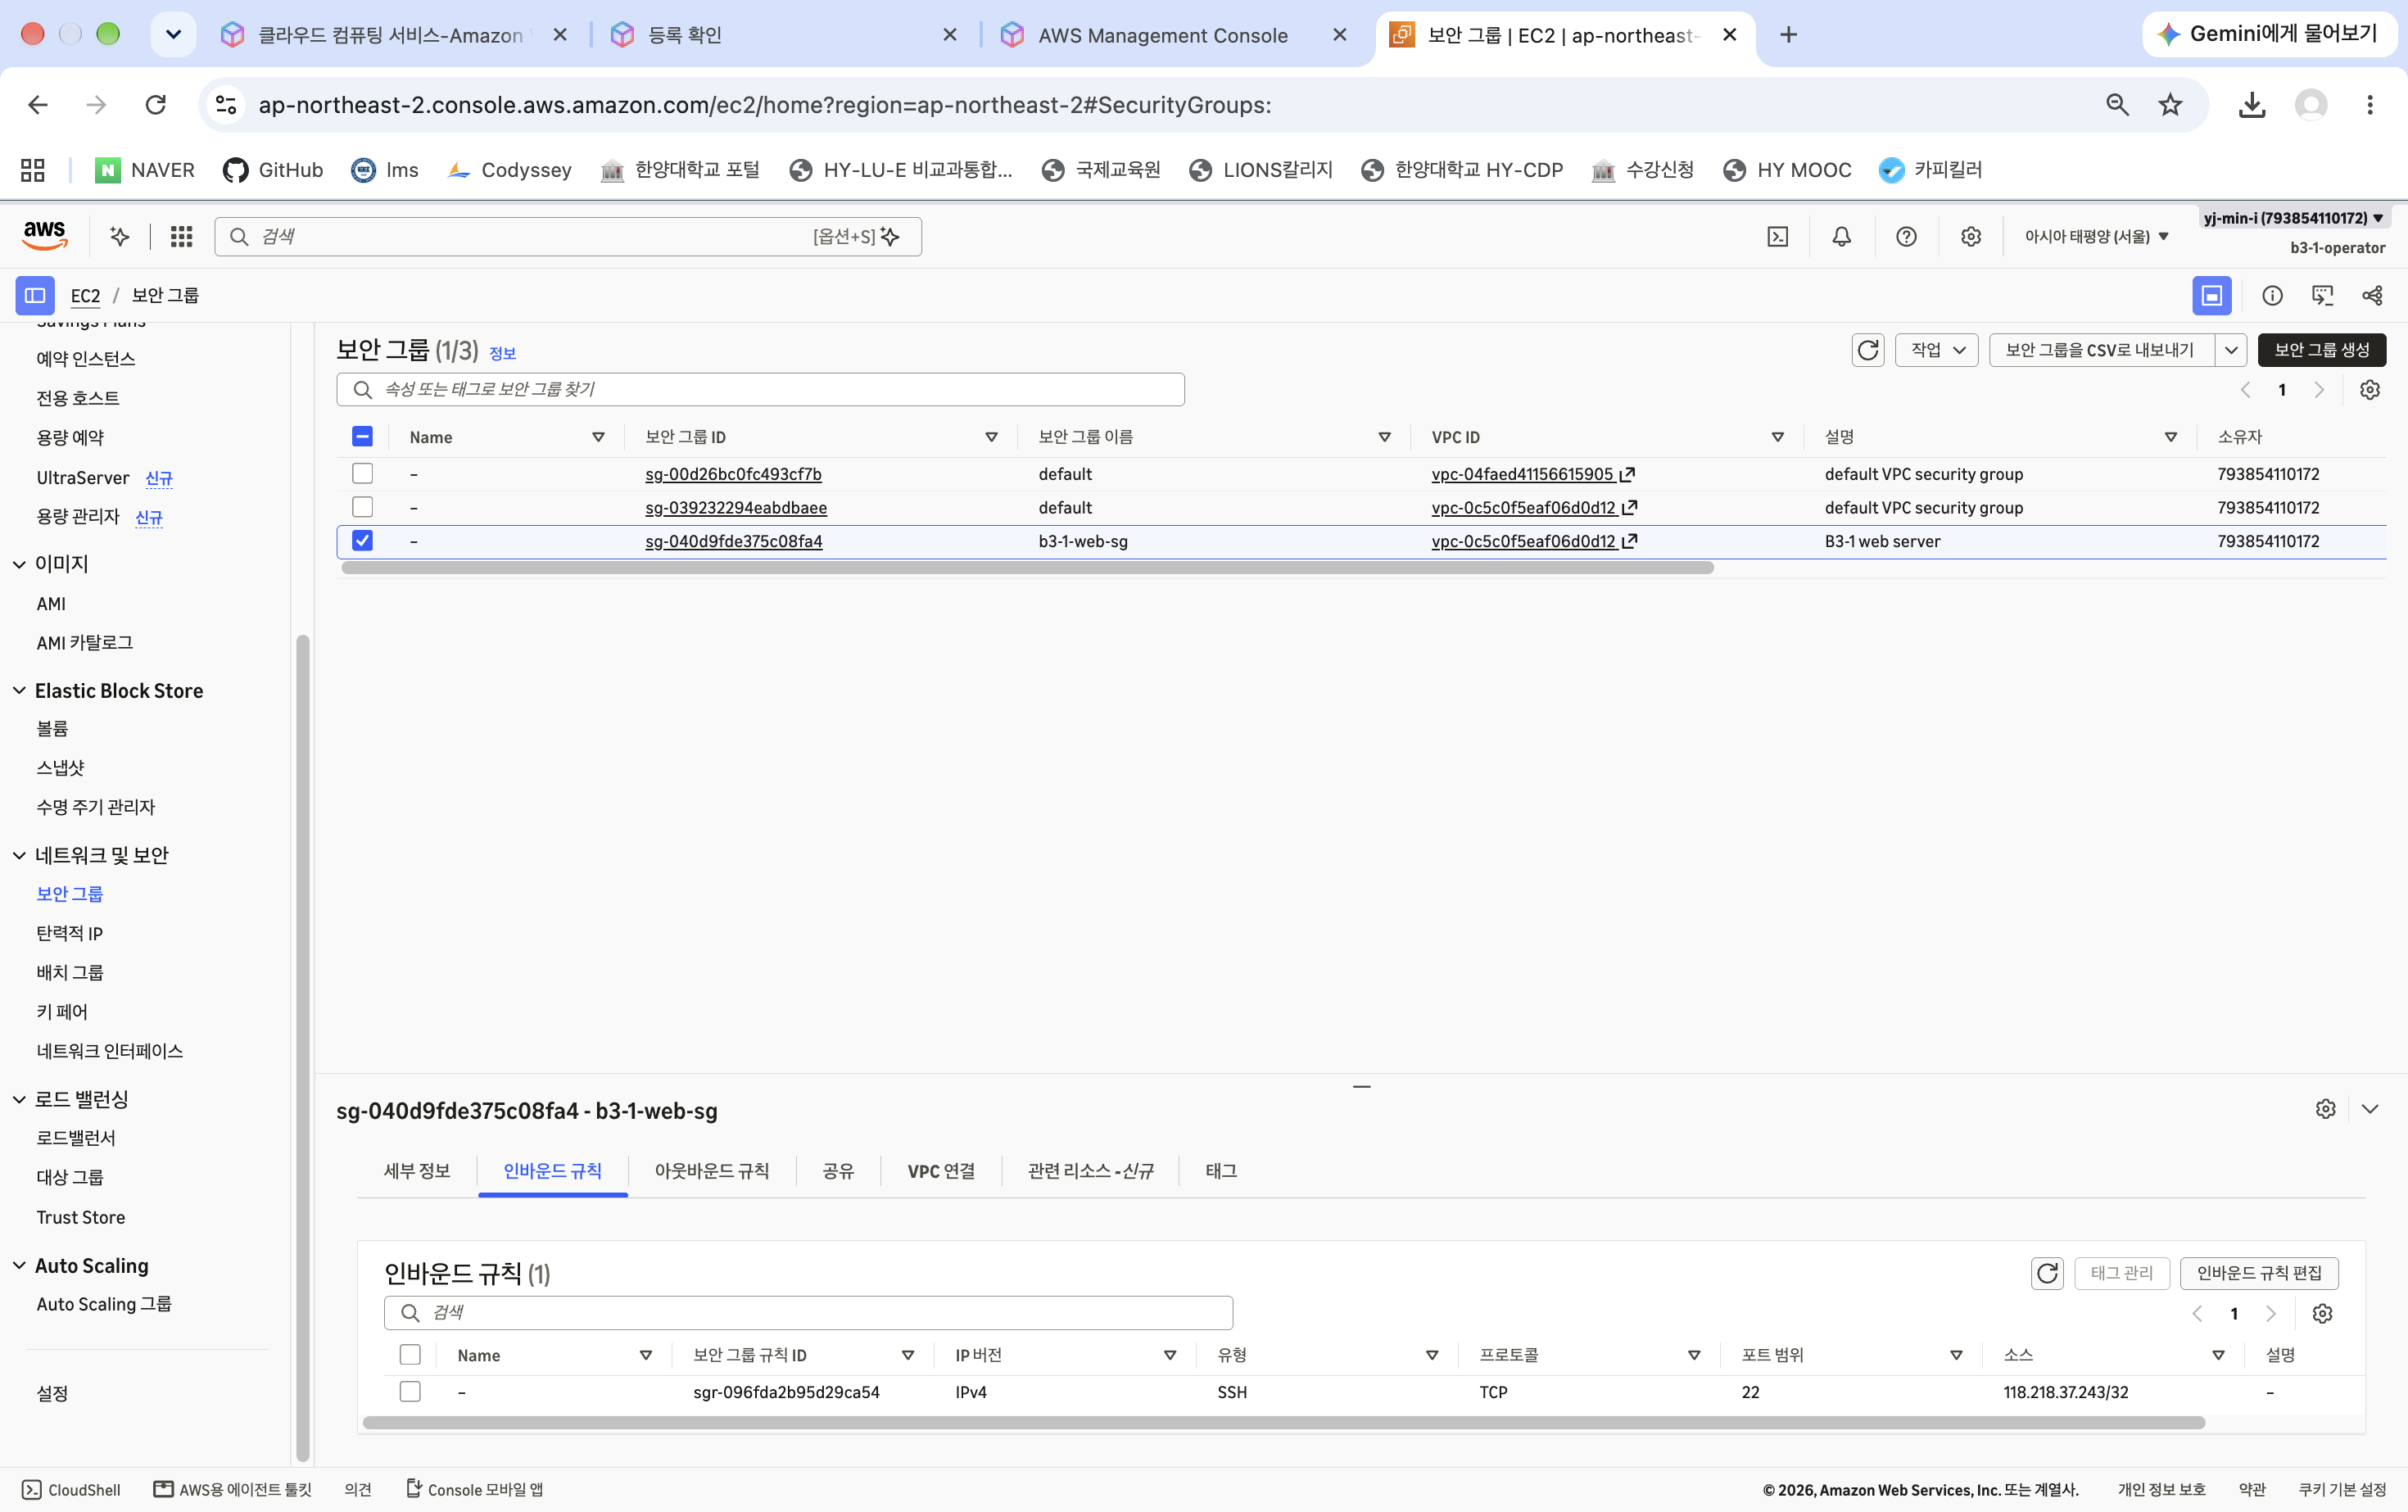 클라우드 컴퓨팅 서비스-Amazon
등록 확인
AWS Management Console
보안 그룹 | EC2 | ap-northeast-
Gemini에게 물어보기
ap-northeast-2.console.aws.amazon.com/ec2/home?region=ap-northeast-2#SecurityGroups:
NAVER GitHub lms Codyssey 한양대학교 포털 HY-LU-E 비교과통합... 국제교육원 LIONS칼리지 한양대학교 HY-CDP 수강신청 HY MOOC 카피킬러
aws 검색 [옵션+S] 아시아 태평양 (서울) yj-min-i (793854110172)
b3-1-operator
EC2 / 보안 그룹
Savings Plans
예약 인스턴스
전용 호스트
용량 예약
UltraServer 신규
용량 관리자 신규
이미지
AMI
AMI 카탈로그
Elastic Block Store
볼륨
스냅샷
수명 주기 관리자
네트워크 및 보안
보안 그룹
탄력적 IP
배치 그룹
키 페어
네트워크 인터페이스
로드 밸런싱
로드밸런서
대상 그룹
Trust Store
Auto Scaling
Auto Scaling 그룹
설정
보안 그룹 (1/3) 정보
작업 보안 그룹을 CSV로 내보내기 보안 그룹 생성
속성 또는 태그로 보안 그룹 찾기
1
Name 보안 그룹 ID 보안 그룹 이름 VPC ID 설명 소유자
– sg-00d26bc0fc493cf7b default vpc-04faed41156615905 default VPC security group 793854110172
– sg-039232294eabdbaee default vpc-0c5c0f5eaf06d0d12 default VPC security group 793854110172
– sg-040d9fde375c08fa4 b3-1-web-sg vpc-0c5c0f5eaf06d0d12 B3-1 web server 793854110172
sg-040d9fde375c08fa4 - b3-1-web-sg
세부 정보 인바운드 규칙 아웃바운드 규칙 공유 VPC 연결 관련 리소스 - 신규 태그
인바운드 규칙 (1)
태그 관리 인바운드 규칙 편집
검색
1
Name 보안 그룹 규칙 ID IP 버전 유형 프로토콜 포트 범위 소스 설명
– sgr-096fda2b95d29ca54 IPv4 SSH TCP 22 118.218.37.243/32 –
CloudShell AWS용 에이전트 툴킷 의견 Console 모바일 앱
© 2026, Amazon Web Services, Inc. 또는 계열사. 개인 정보 보호 약관 쿠키 기본 설정